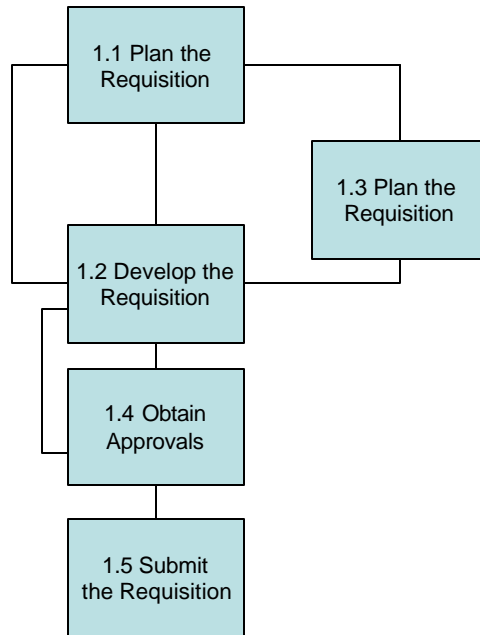 1.1 Plan the
Requisition
1.3 Plan the
Requisition
1.2 Develop the
Requisition
1.4 Obtain
Approvals
1.5 Submit
the Requisition